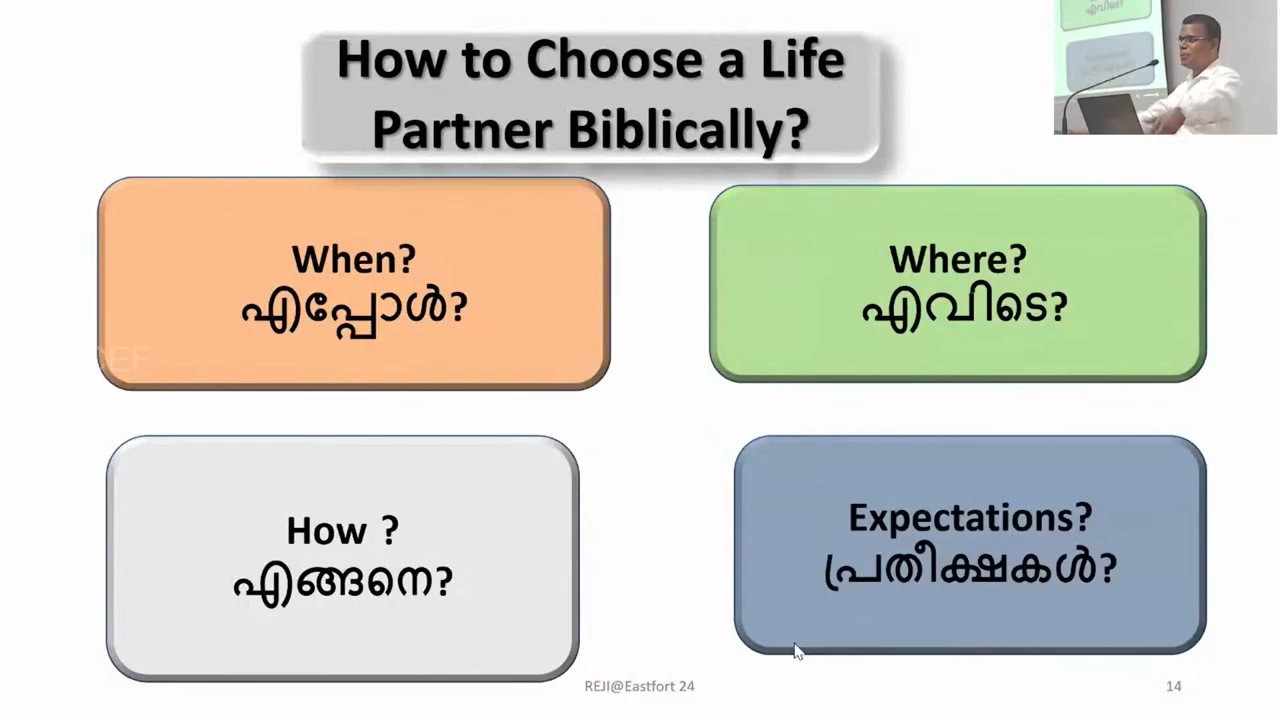 How to Choose a Life
Partner Biblically?
When?
എപ്പോൾ?
Where?
എവിടെ?
How ?
എങ്ങനെ?
Expectations?
പ്രതീക്ഷകൾ?
REJI@Eastfort 24
14